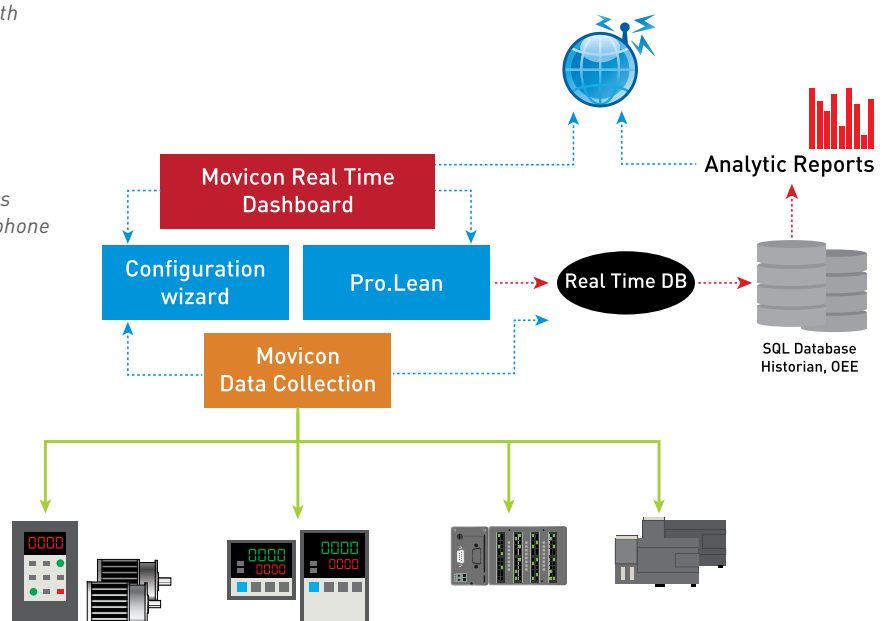 Analytic Reports
Movicon Real Time
Dashboard
phone
Configuration
wizard
Pro.Lean
Real Time DB
SQL Database
Historian, OEE
Movicon
Data Collection
0000
0000
0000
0000
0000